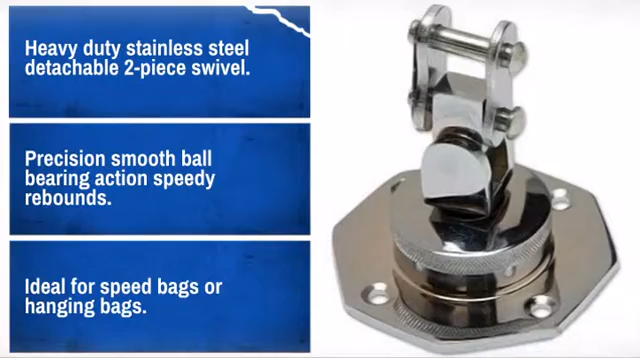 Heavy duty stainless steel
detachable 2-piece swivel.
Precision smooth ball
bearing action speedy
rebounds.
Ideal for speed bags or
hanging bags.